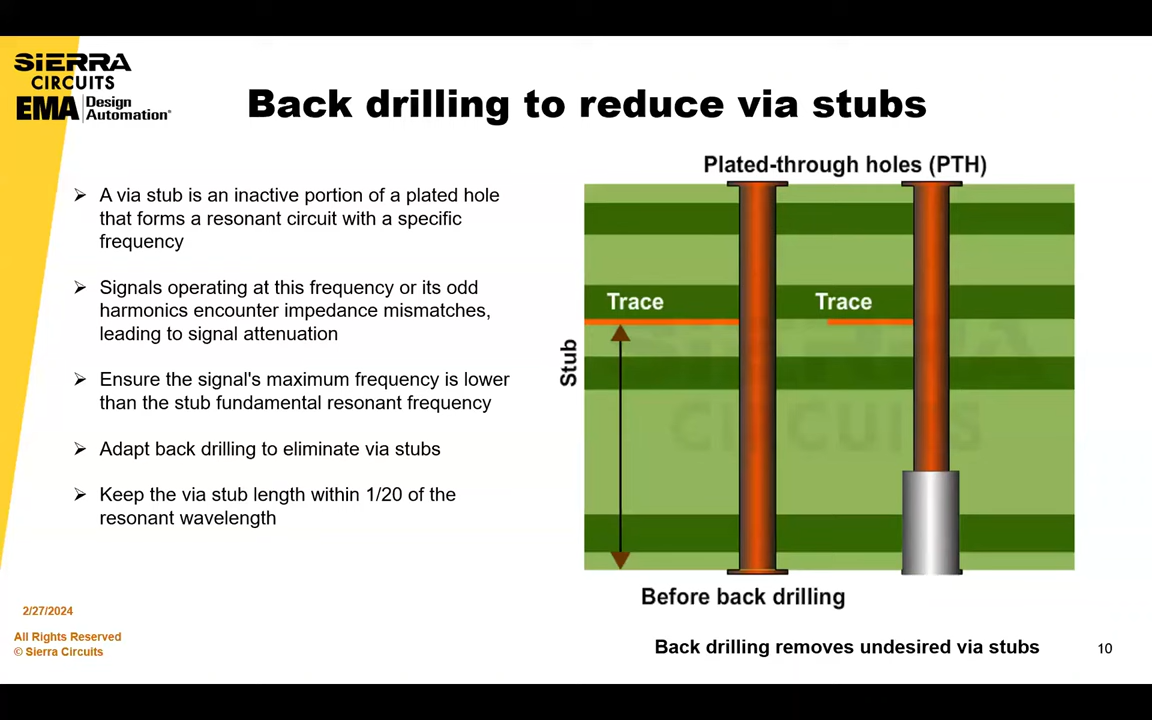 SIERRA
CIRCUITS
EMA Design
Automation®
Back drilling to reduce via stubs
➢ A via stub is an inactive portion of a plated hole
that forms a resonant circuit with a specific
frequency
➢ Signals operating at this frequency or its odd
harmonics encounter impedance mismatches,
leading to signal attenuation
➢ Ensure the signal's maximum frequency is lower
than the stub fundamental resonant frequency
➢ Adapt back drilling to eliminate via stubs
➢ Keep the via stub length within 1/20 of the
resonant wavelength
Plated-through holes (PTH)
Trace
Trace
Stub
SIERRA
CIRCUITS
Before back drilling
Back drilling removes undesired via stubs
2/27/2024
All Rights Reserved
© Sierra Circuits
10